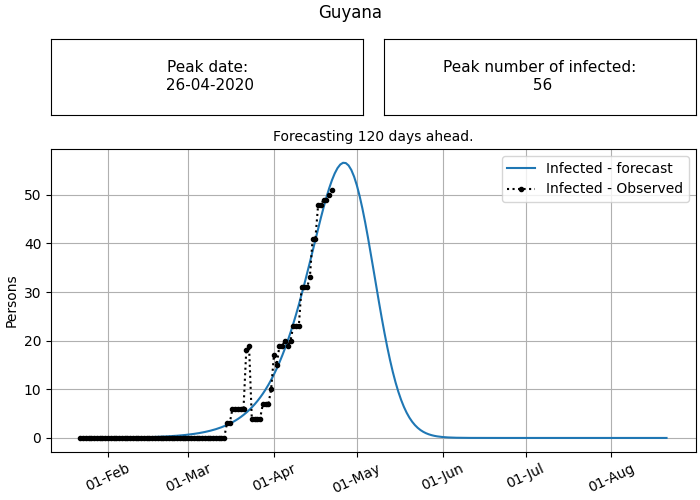 Guyana
Peak date:
26-04-2020
Peak number of infected:
56
Forecasting 120 days ahead.
Infected - forecast
Infected - Observed
Persons
50
40
30
20
10
0
01-Feb
01-Mar
01-Apr
01-May
01-Jun
01-Jul
01-Aug